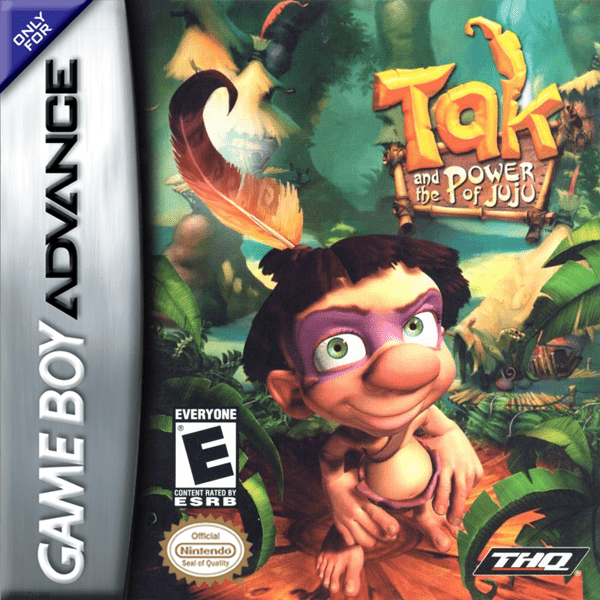 ONLY
FOR
GAME BOY ADVANCE
Tak
and the POWER of JUJU
EVERYONE
E
®
CONTENT RATED BY
ESRB
Official
Nintendo
Seal of Quality
THQ